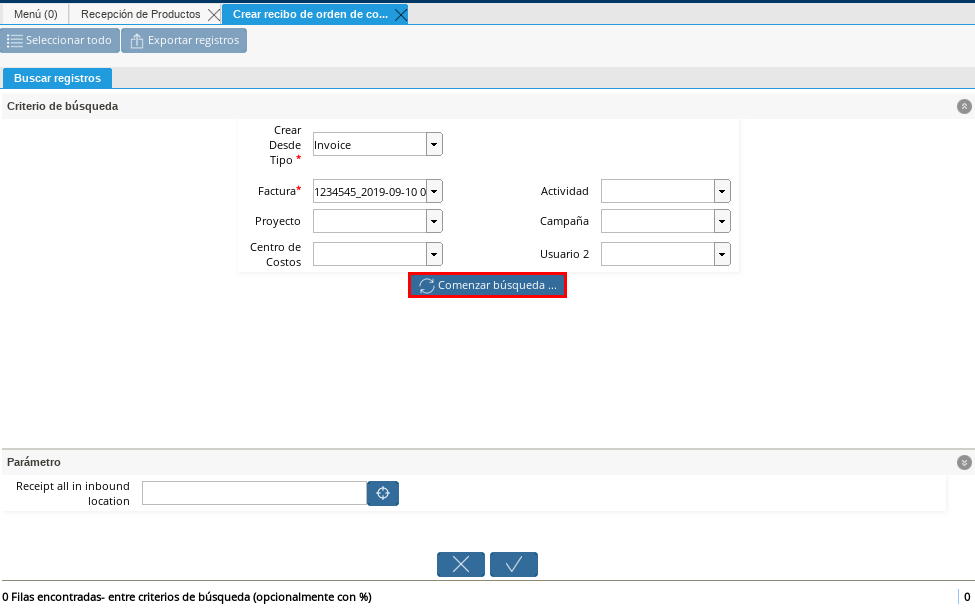 Menú (0) Recepción de Productos Crear recibo de orden de co...
Seleccionar todo Exportar registros
Buscar registros
Criterio de búsqueda
Crear
Desde
Tipo * Invoice
Factura* 1234545_2019-09-10 0 Actividad
Proyecto Campaña
Centro de
Costos Usuario 2
Comenzar búsqueda ...
Parámetro
Receipt all in inbound
location
0 Filas encontradas- entre criterios de búsqueda (opcionalmente con %) 0